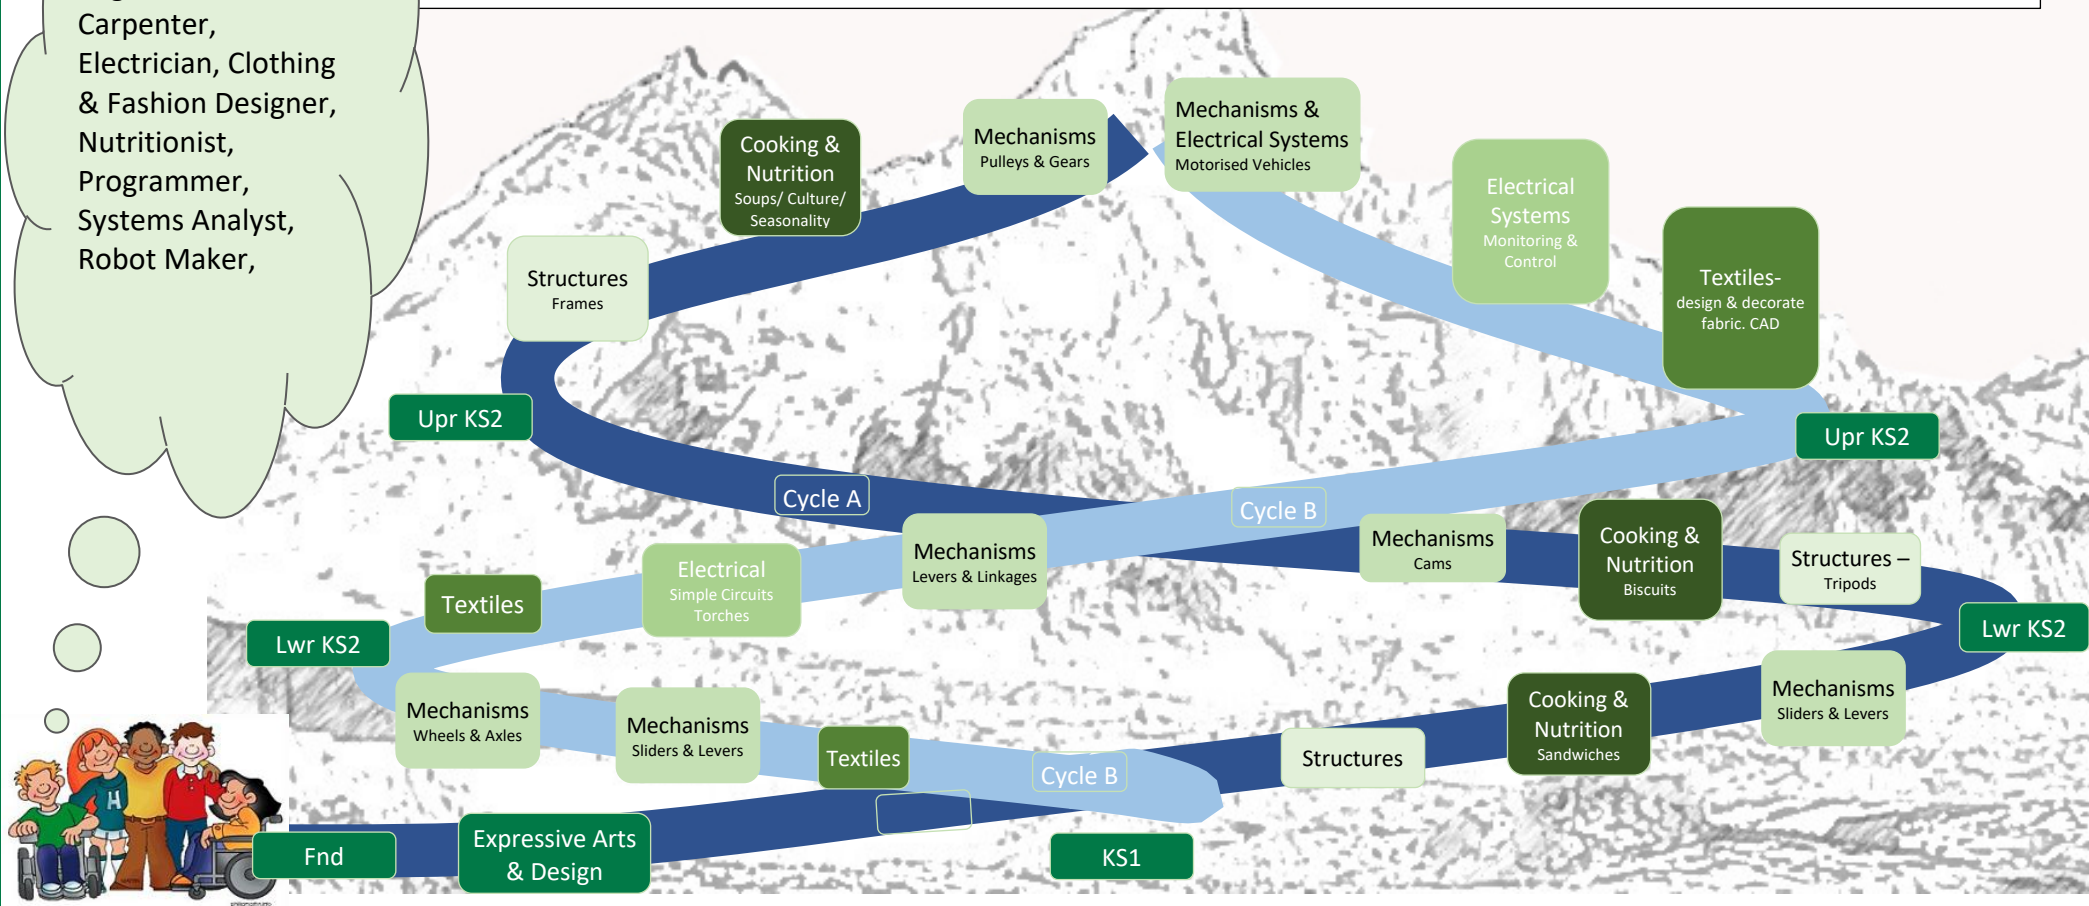 Carpenter,
Electrician, Clothing
& Fashion Designer,
Nutritionist,
Programmer,
Systems Analyst,
Robot Maker,
Mechanisms
Pulleys & Gears
Mechanisms &
Electrical Systems
Motorised Vehicles
Cooking &
Nutrition
Soups/ Culture/
Seasonality
Electrical
Systems
Monitoring &
Control
Structures
Frames
Textiles-
design & decorate
fabric. CAD
Upr KS2
Upr KS2
Cycle A
Cycle B
Mechanisms
Levers & Linkages
Mechanisms
Cams
Cooking &
Nutrition
Biscuits
Structures –
Tripods
Electrical
Simple Circuits
Torches
Textiles
Lwr KS2
Lwr KS2
Mechanisms
Wheels & Axles
Mechanisms
Sliders & Levers
Textiles
Cycle B
Structures
Cooking &
Nutrition
Sandwiches
Mechanisms
Sliders & Levers
H
Fnd
Expressive Arts
& Design
KS1